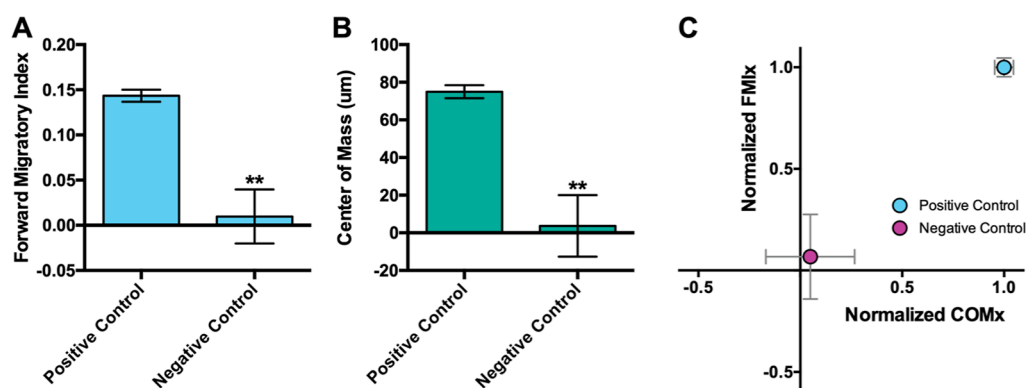 A
Forward Migratory Index
0.20
0.15
0.10
0.05
0.00
-0.05
**
Positive Control
Negative Control
B
Center of Mass (um)
100
80
60
40
20
0
-20
**
Positive Control
Negative Control
C
Normalized FMIx
1.0
0.5
-0.5
-0.5
0.5
1.0
Normalized COMx
Positive Control
Negative Control